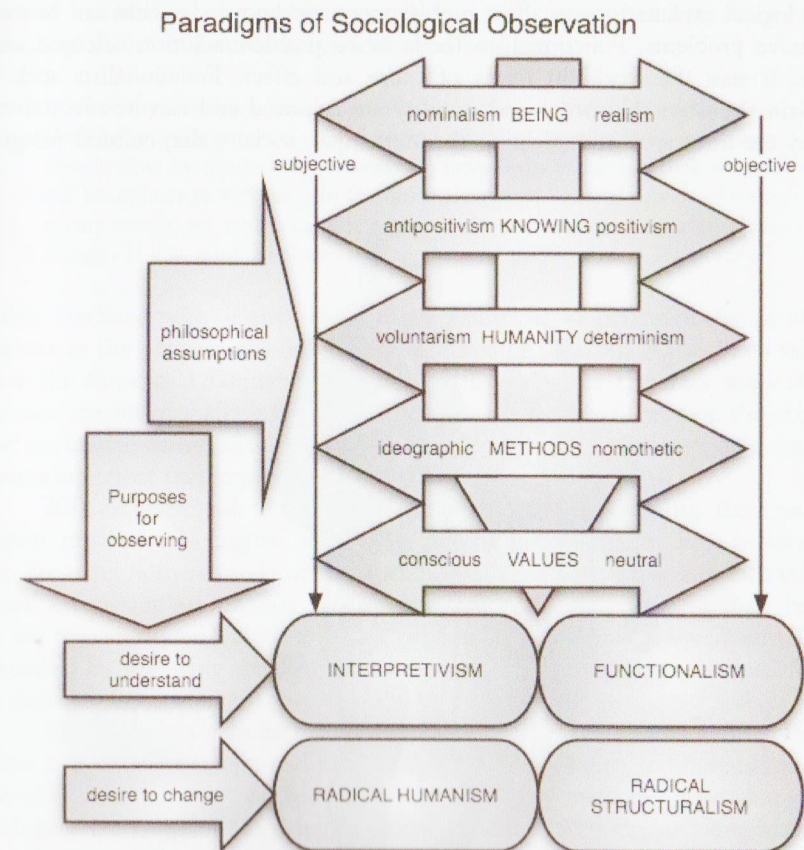 Paradigms of Sociological Observation
nominalism BEING realism
subjective
objective
antipositivism KNOWING positivism
philosophical
assumptions
voluntarism HUMANITY determinism
ideographic METHODS nomothetic
Purposes
for
observing
conscious VALUES neutral
desire to
understand
INTERPRETIVISM
FUNCTIONALISM
desire to change
RADICAL HUMANISM
RADICAL
STRUCTURALISM